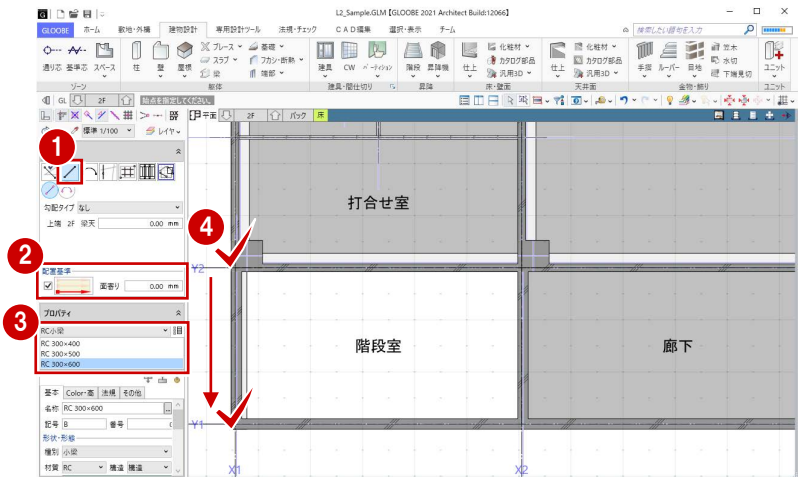 L2_Sample.GLM【GLOOBE 2021 Architect Build:12066】
GLOOBE ホーム 敷地・外構 建物設計 専用設計ツール 法規・チェック CAD編集 選択・表示 チーム 検索したい語句を入力
通り芯 基準芯 スペース 柱 壁 屋根 ブレース 基礎 スラブ フカシ・断熱 梁 端部 建具 CW パーティション 階段 昇降機 仕上 化粧材 カタログ部品 汎用3D 仕上 化粧材 カタログ部品 汎用3D 手摺 ルーバー 目地 笠木 水切 下端見切 ユニット
ゾーン 躯体 建具・間仕切り 昇降 床・壁面 天井面 金物・飾り ユニット
GL 2F 始点を指定してください。
平面 2F バック 床
標準 1/100 レイヤ
1
勾配タイプ なし
上端 2F 梁天 0.00 mm
2
配置基準
面寄り 0.00 mm
3
プロパティ
RC小梁
RC 300×400
RC 300×500
RC 300×600
基本 Color・高 法規 その他
名称 RC 300×600
記号 B 番号
形状・形態
種別 小梁
材質 RC 構造 構造
打合せ室
4
Y2
階段室 廊下
Y1
X1 X2